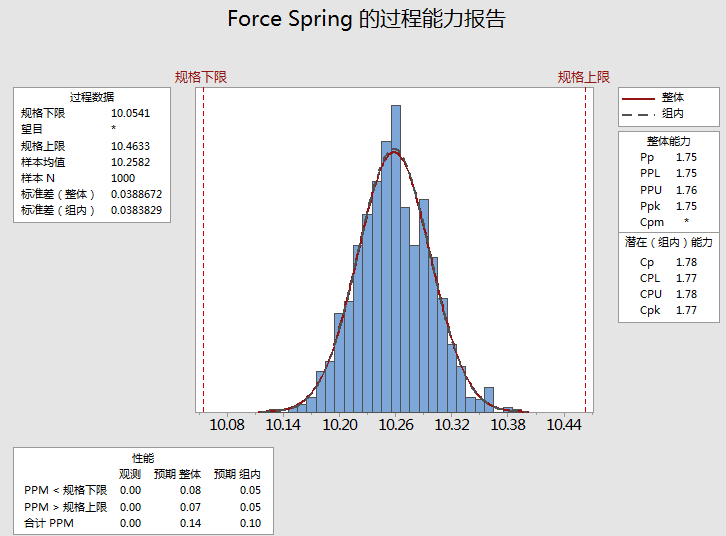 Force Spring 的过程能力报告
规格下限
规格上限
过程数据
规格下限 10.0541
望目 *
规格上限 10.4633
样本均值 10.2582
样本 N 1000
标准差（整体） 0.0388672
标准差（组内） 0.0383829
整体
组内
整体能力
Pp 1.75
PPL 1.75
PPU 1.76
Ppk 1.75
Cpm *
潜在（组内）能力
Cp 1.78
CPL 1.77
CPU 1.78
Cpk 1.77
10.08 10.14 10.20 10.26 10.32 10.38 10.44
性能
观测 预期 整体 预期 组内
PPM < 规格下限 0.00 0.08 0.05
PPM > 规格上限 0.00 0.07 0.05
合计 PPM 0.00 0.14 0.10